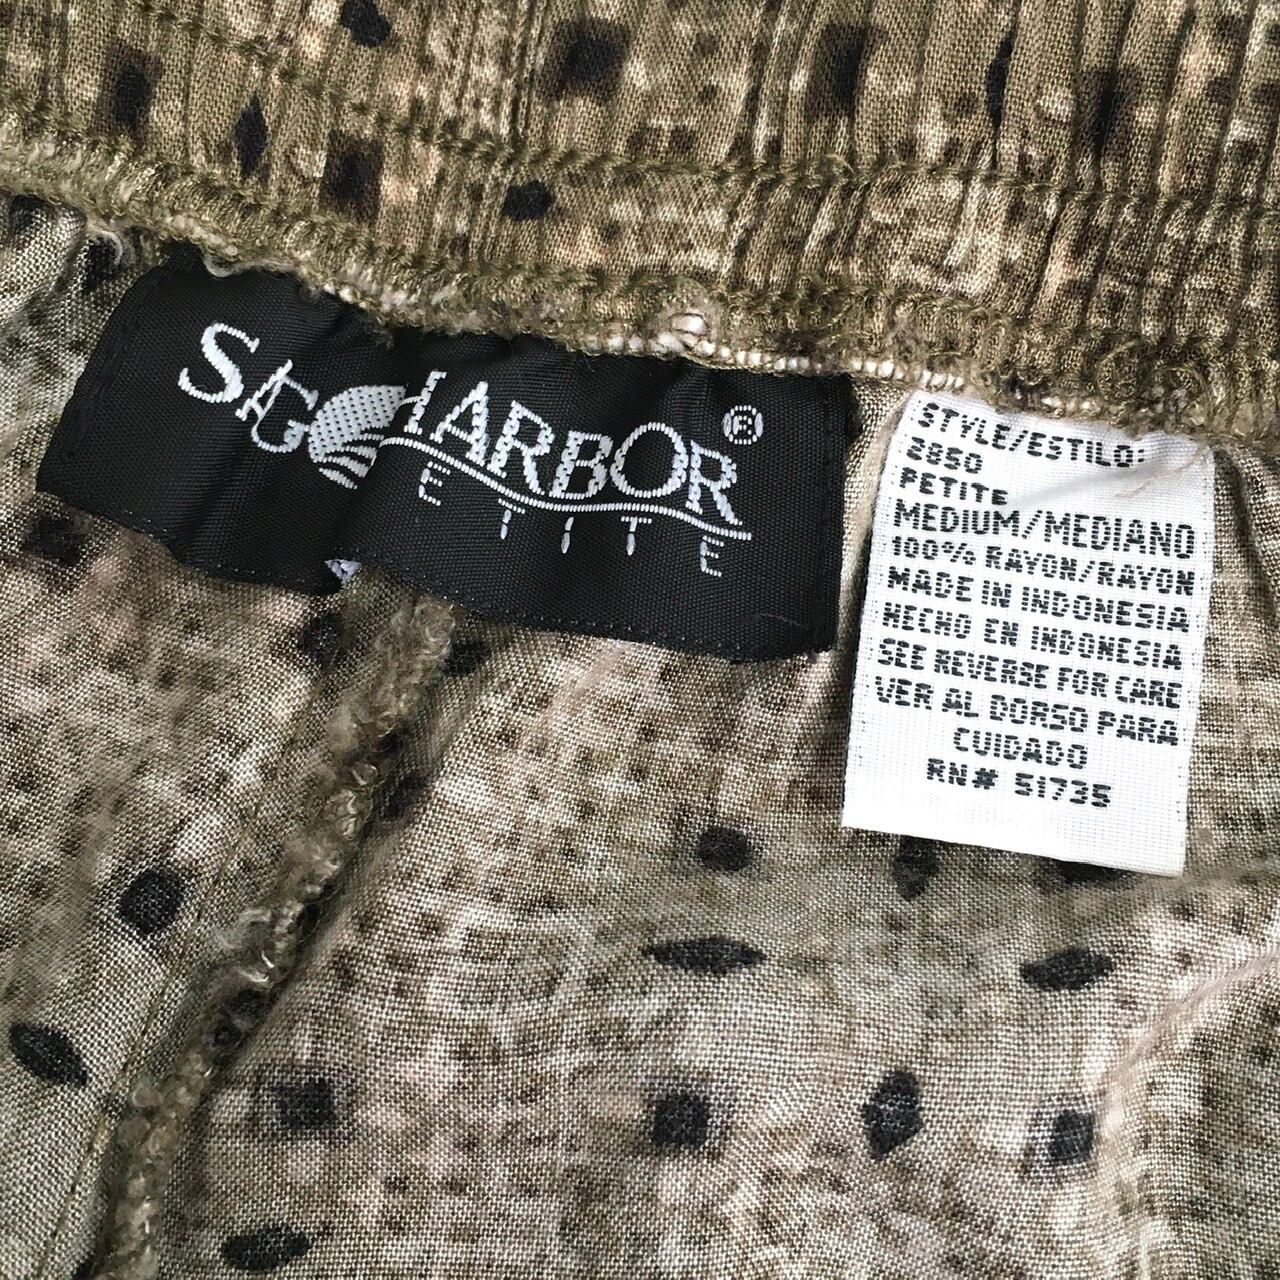 SAG HARBOR®
ETITE
STYLE/ESTILO:
2850
PETITE
MEDIUM/MEDIANO
100% RAYON/RAYON
MADE IN INDONESIA
HECHO EN INDONESIA
SEE REVERSE FOR CARE
VER AL DORSO PARA
CUIDADO
RN# 51735